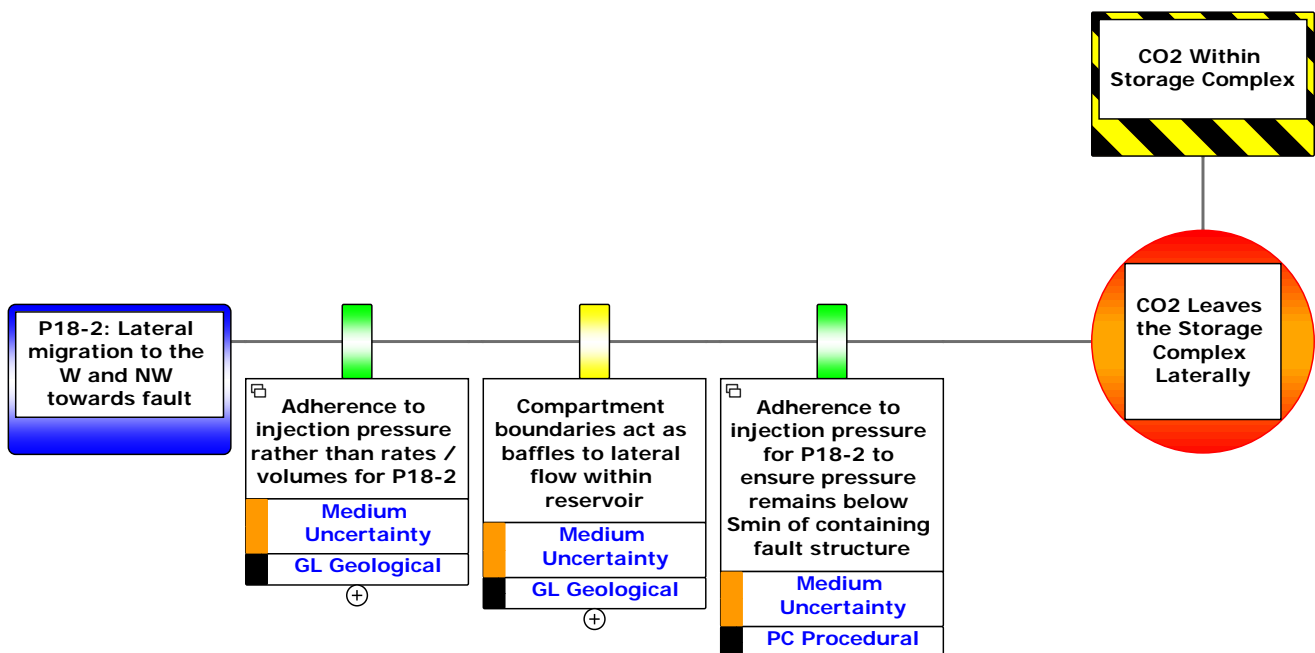 CO2 Within
Storage Complex
P18-2: Lateral
migration to the
W and NW
towards fault
CO2 Leaves
the Storage
Complex
Laterally
Adherence to
injection pressure
rather than rates /
volumes for P18-2
Medium
Uncertainty
GL Geological
Compartment
boundaries act as
baffles to lateral
flow within
reservoir
Medium
Uncertainty
GL Geological
Adherence to
injection pressure
for P18-2 to
ensure pressure
remains below
Smin of containing
fault structure
Medium
Uncertainty
PC Procedural